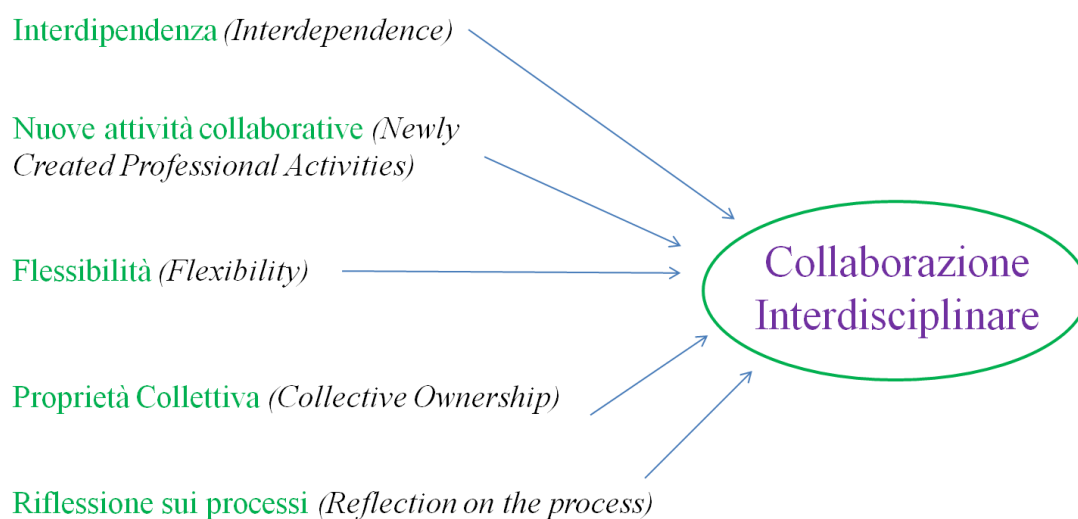 Interdipendenza (Interdependence)
Nuove attività collaborative (Newly
Created Professional Activities)
Flessibilità (Flexibility)
Proprietà Collettiva (Collective Ownership)
Riflessione sui processi (Reflection on the process)
Collaborazione
Interdisciplinare